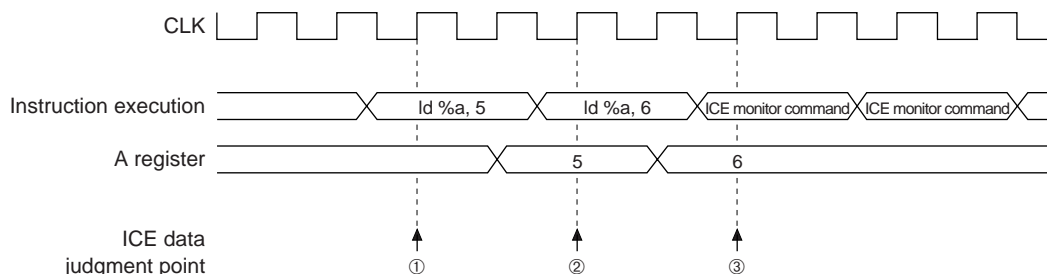 CLK
Instruction execution
ld %a, 5
ld %a, 6
ICE monitor command
ICE monitor command
A register
5
6
ICE data
judgment point
① ② ③